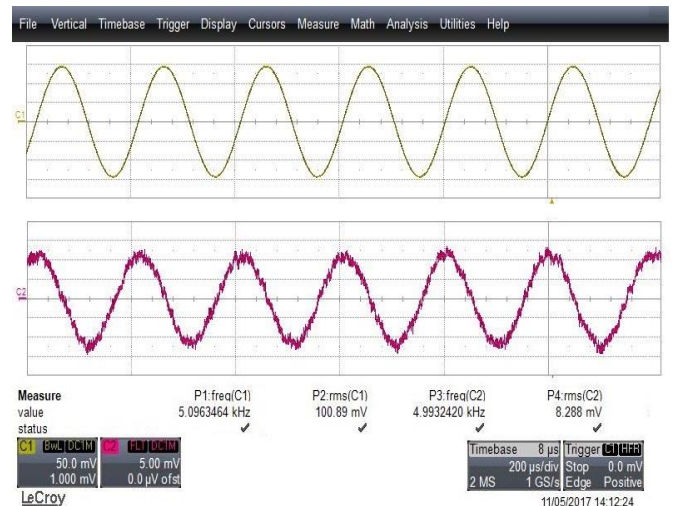 File Vertical Timebase Trigger Display Cursors Measure Math Analysis Utilities Help
C1
C2
Measure P1:freq(C1) P2:rms(C1) P3:freq(C2) P4:rms(C2)
value 5.0963464 kHz 100.89 mV 4.9932420 kHz 8.288 mV
status ✓ ✓ ✓ ✓
C1 BwL DC1M C2 FLT DC1M Timebase 8 µs Trigger C1 HFR
50.0 mV 5.00 mV 200 µs/div Stop 0.0 mV
1.000 mV 0.0 µV ofst 2 MS 1 GS/s Edge Positive
LeCroy 11/05/2017 14:12:24